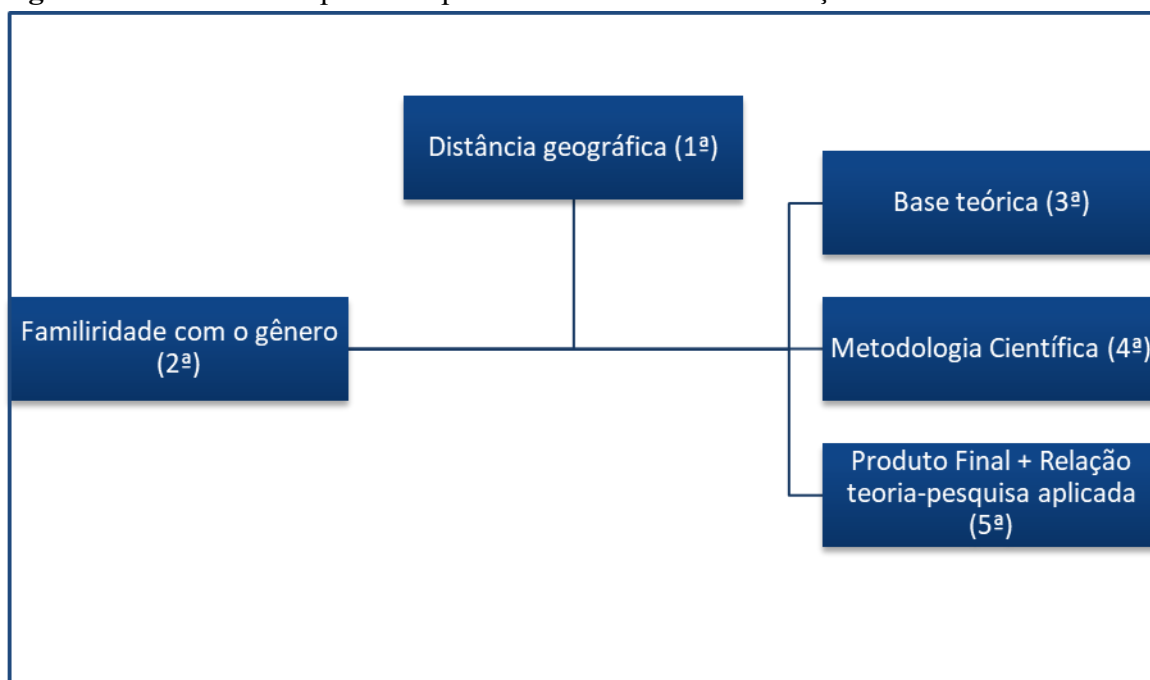 Distância geográfica (1ª)
Base teórica (3ª)
Familiridade com o gênero
(2ª)
Metodologia Científica (4ª)
Produto Final + Relação
teoria-pesquisa aplicada
(5ª)